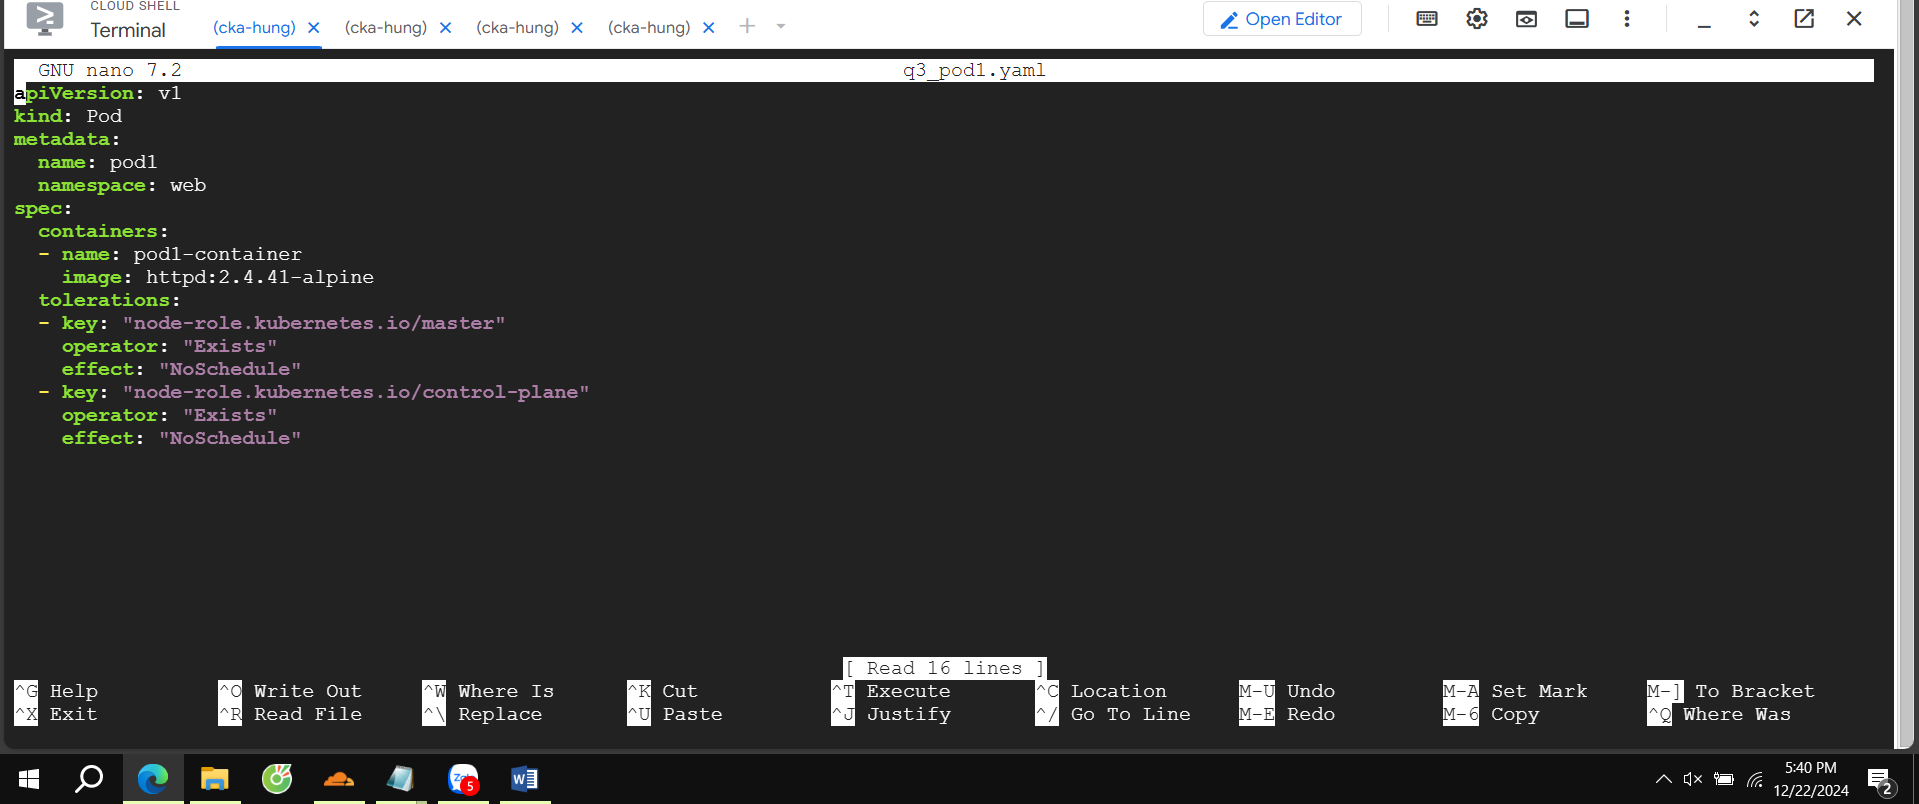 CLOUD SHELL
Terminal
(cka-hung) (cka-hung) (cka-hung) (cka-hung)
Open Editor
GNU nano 7.2 q3_pod1.yaml
apiVersion: v1
kind: Pod
metadata:
  name: pod1
  namespace: web
spec:
  containers:
  - name: pod1-container
    image: httpd:2.4.41-alpine
  tolerations:
  - key: "node-role.kubernetes.io/master"
    operator: "Exists"
    effect: "NoSchedule"
  - key: "node-role.kubernetes.io/control-plane"
    operator: "Exists"
    effect: "NoSchedule"
[ Read 16 lines ]
^G Help ^O Write Out ^W Where Is ^K Cut ^T Execute ^C Location M-U Undo M-A Set Mark M-] To Bracket
^X Exit ^R Read File ^\ Replace ^U Paste ^J Justify ^/ Go To Line M-E Redo M-6 Copy ^Q Where Was
5
5:40 PM
12/22/2024
2